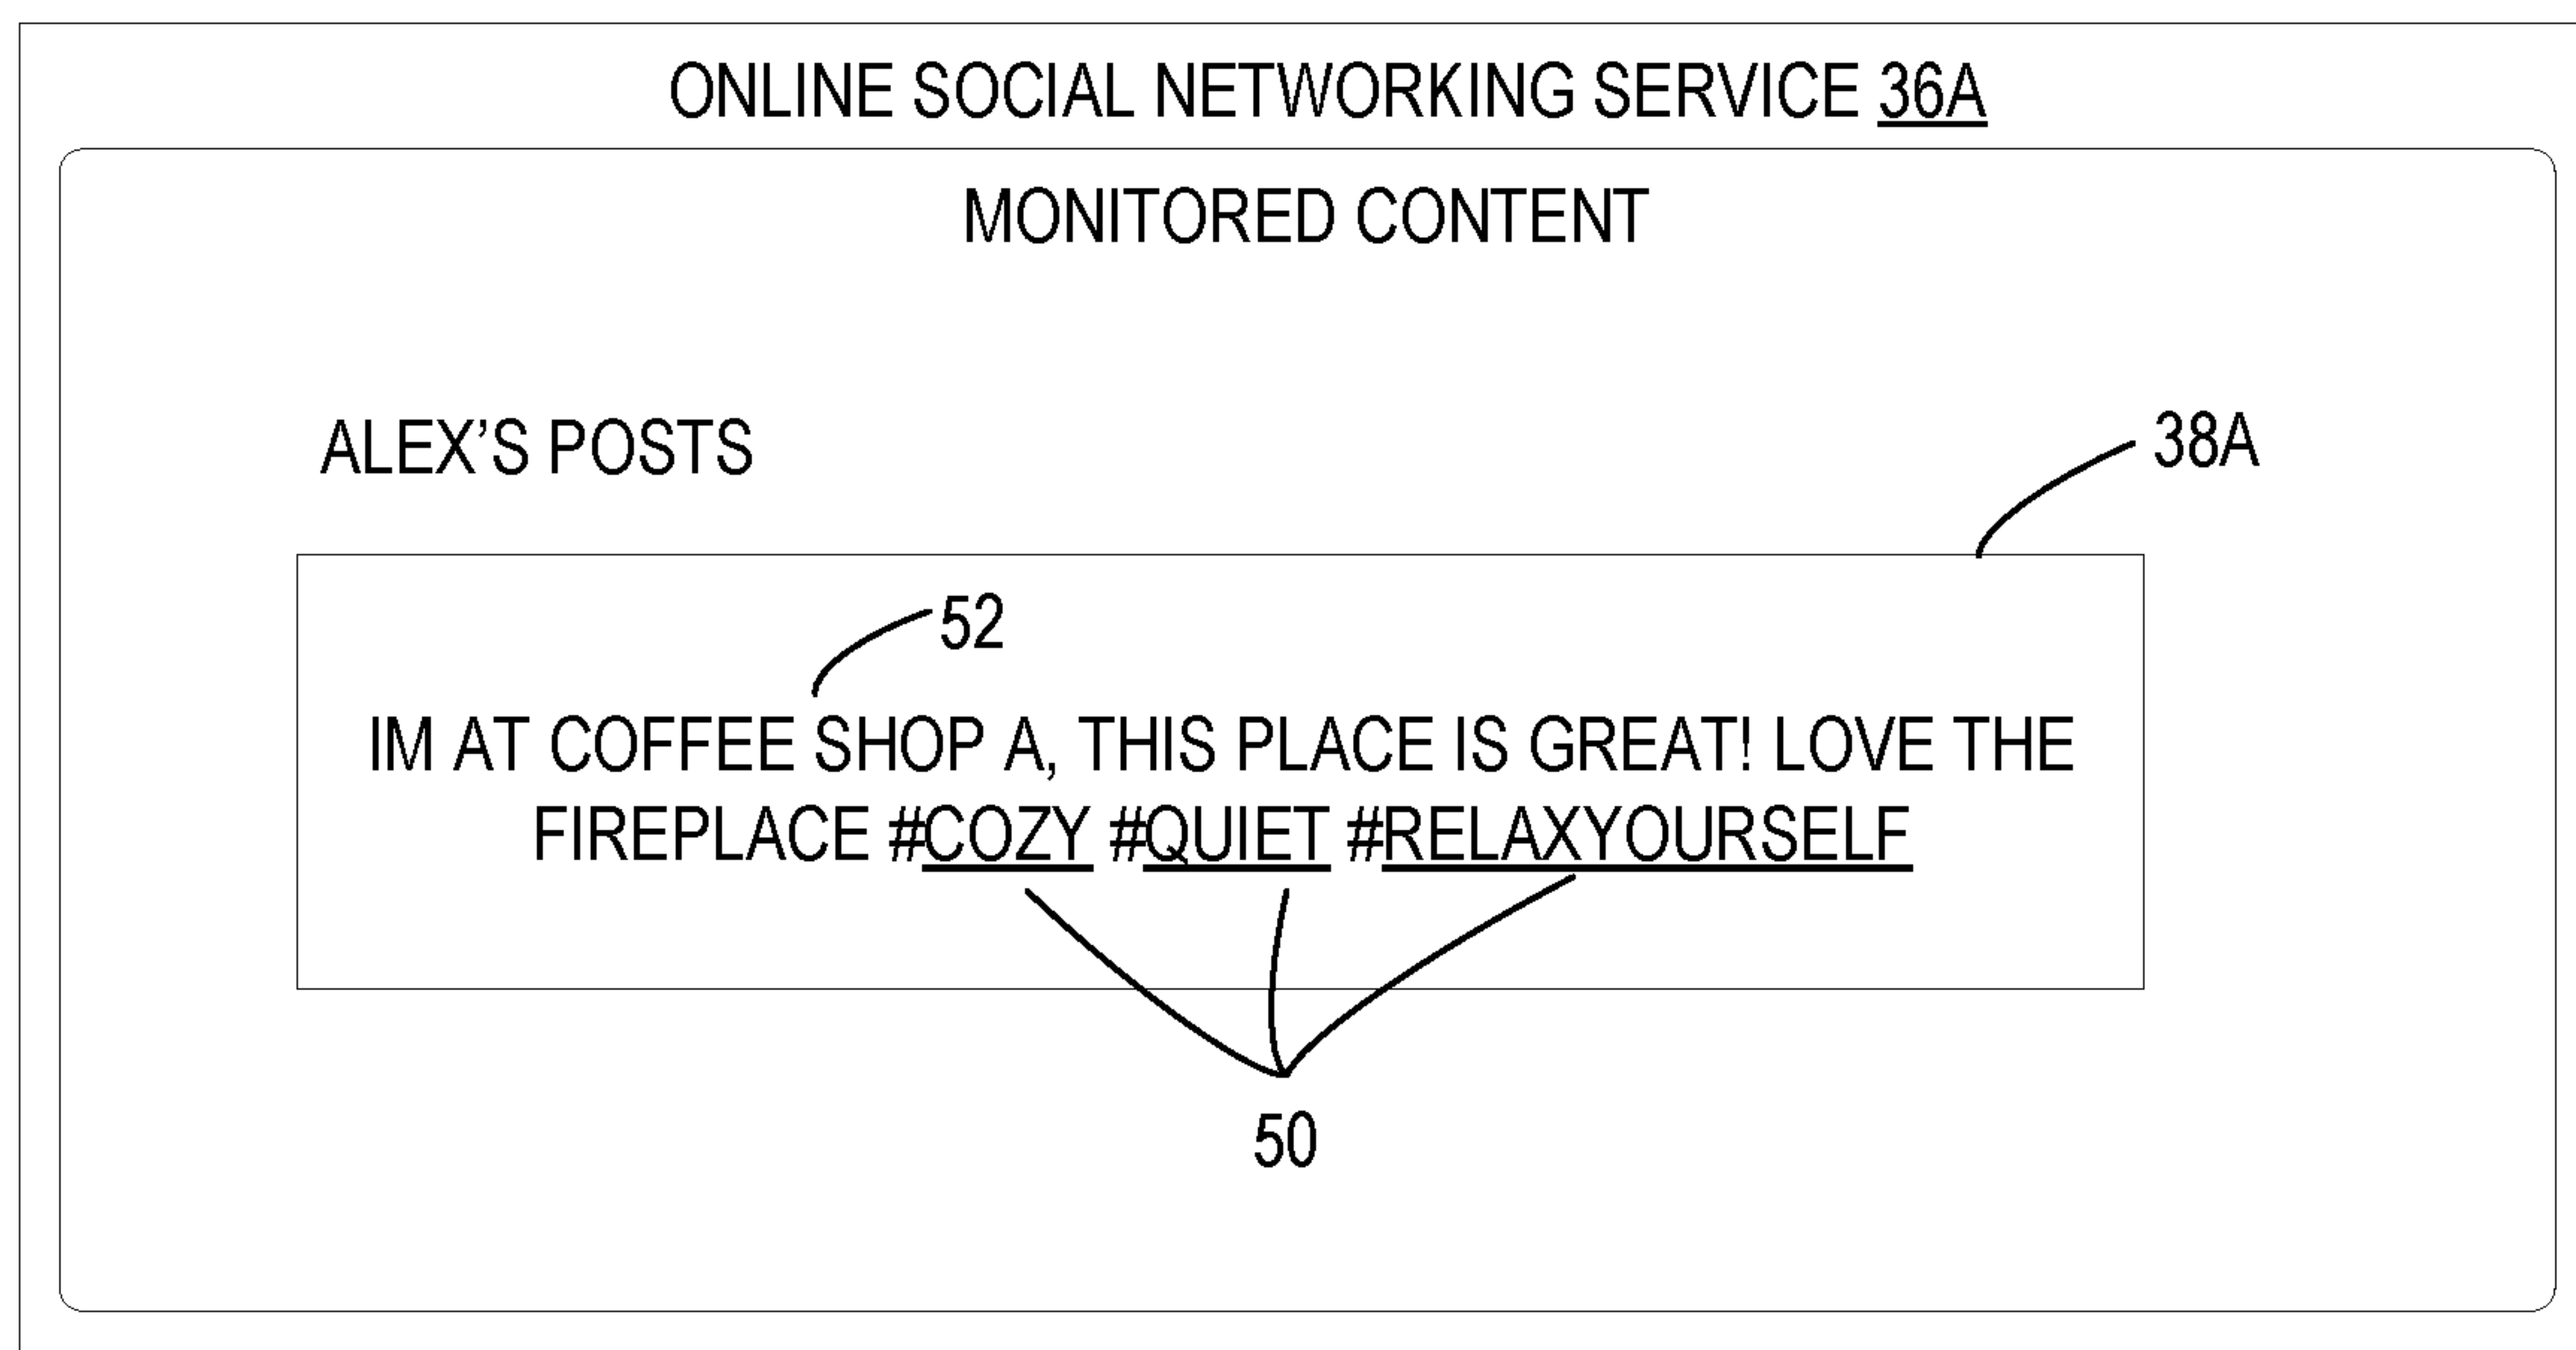 ONLINE SOCIAL NETWORKING SERVICE 36A
MONITORED CONTENT
ALEX’S POSTS
38A
52
IM AT COFFEE SHOP A, THIS PLACE IS GREAT! LOVE THE
FIREPLACE #COZY #QUIET #RELAXYOURSELF
50